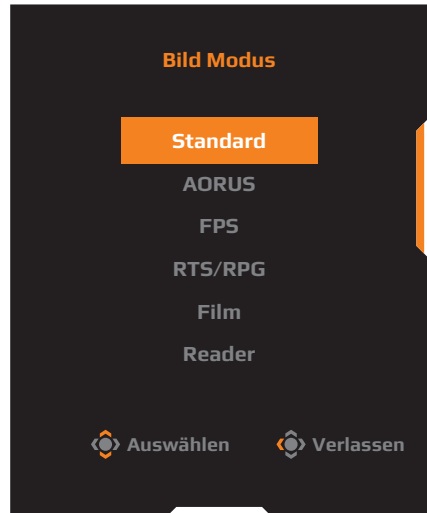 Bild Modus
Standard
AORUS
FPS
RTS/RPG
Film
Reader
Auswählen Verlassen